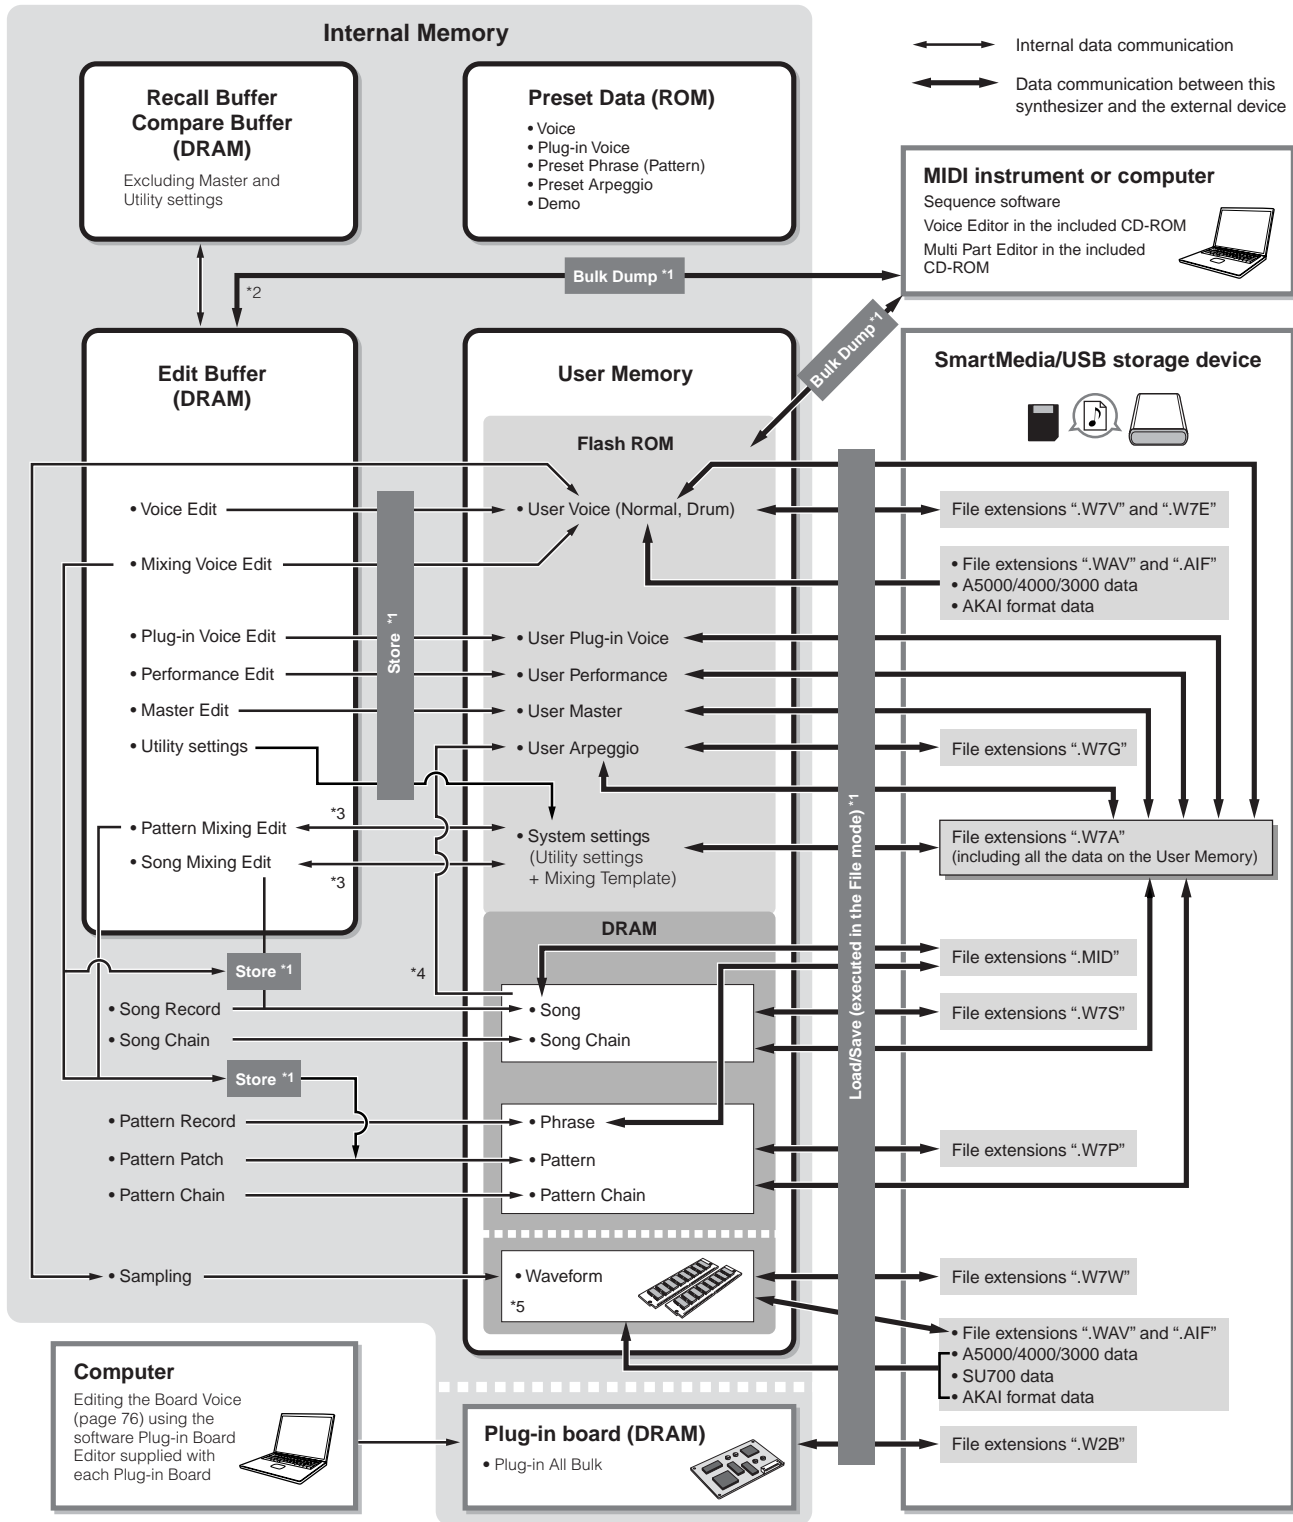 Internal Memory
Internal data communication
Data communication between this
synthesizer and the external device
Recall Buffer
Compare Buffer
(DRAM)
Excluding Master and
Utility settings
Preset Data (ROM)
• Voice
• Plug-in Voice
• Preset Phrase (Pattern)
• Preset Arpeggio
• Demo
MIDI instrument or computer
Sequence software
Voice Editor in the included CD-ROM
Multi Part Editor in the included
CD-ROM
Bulk Dump *1
*2
Bulk Dump *1
Edit Buffer
(DRAM)
• Voice Edit
• Mixing Voice Edit
• Plug-in Voice Edit
• Performance Edit
• Master Edit
• Utility settings
• Pattern Mixing Edit
• Song Mixing Edit
Store *1
*3
*3
User Memory
Flash ROM
• User Voice (Normal, Drum)
• User Plug-in Voice
• User Performance
• User Master
• User Arpeggio
• System settings
(Utility settings
+ Mixing Template)
DRAM
Store *1
*4
• Song Record
• Song Chain
• Song
• Song Chain
Store *1
• Pattern Record
• Pattern Patch
• Pattern Chain
• Phrase
• Pattern
• Pattern Chain
• Sampling
• Waveform
*5
Load/Save (executed in the File mode) *1
SmartMedia/USB storage device
File extensions “.W7V” and “.W7E”
• File extensions “.WAV” and “.AIF”
• A5000/4000/3000 data
• AKAI format data
File extensions “.W7G”
File extensions “.W7A”
(including all the data on the User Memory)
File extensions “.MID”
File extensions “.W7S”
File extensions “.W7P”
File extensions “.W7W”
• File extensions “.WAV” and “.AIF”
• A5000/4000/3000 data
• SU700 data
• AKAI format data
File extensions “.W2B”
Computer
Editing the Board Voice
(page 76) using the
software Plug-in Board
Editor supplied with
each Plug-in Board
Plug-in board (DRAM)
• Plug-in All Bulk